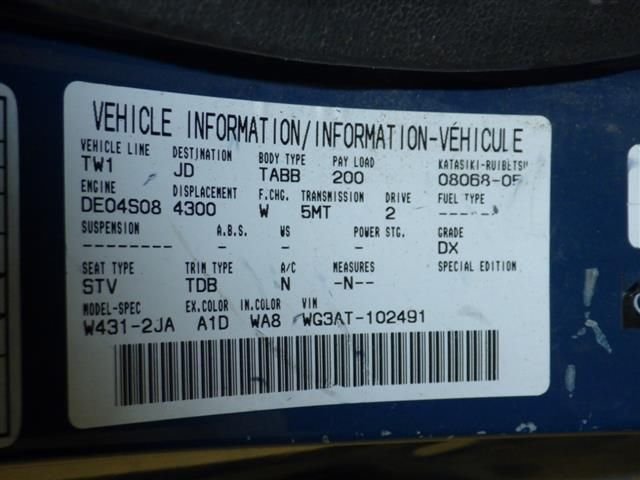 VEHICLE INFORMATION/INFORMATION-VÉHICULE
VEHICLE LINE DESTINATION BODY TYPE PAY LOAD KATASIKI-RUIBETSU
TW1 JD TABB 200 08068-05
ENGINE DISPLACEMENT F.CHG. TRANSMISSION DRIVE FUEL TYPE
DE04S08 4300 W 5MT 2 -----
SUSPENSION A.B.S. WS POWER STG. GRADE
-------- -- -- -- DX
SEAT TYPE TRIM TYPE A/C MEASURES SPECIAL EDITION
STV TDB N -N--
MODEL-SPEC EX.COLOR IN.COLOR VIN
W431-2JA A1D WA8 WG3AT-102491